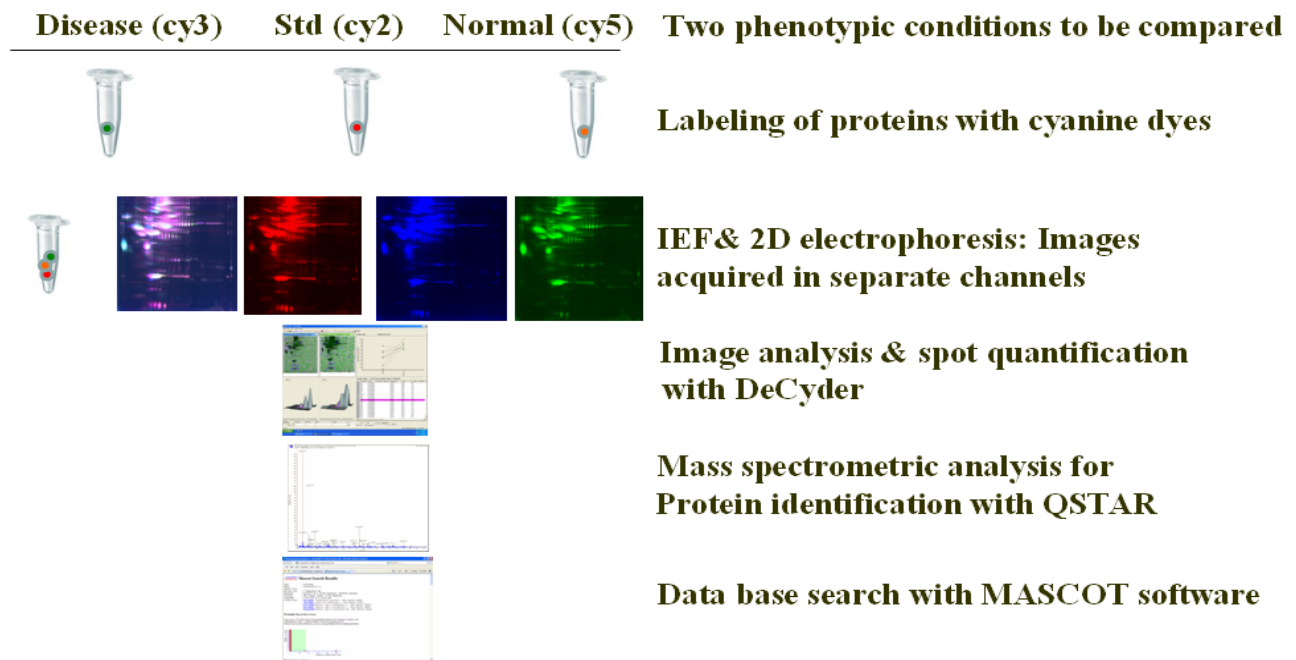 Disease (cy3) Std (cy2) Normal (cy5) Two phenotypic conditions to be compared
Labeling of proteins with cyanine dyes
IEF& 2D electrophoresis: Images
acquired in separate channels
Image analysis & spot quantification
with DeCyder
Mass spectrometric analysis for
Protein identification with QSTAR
Data base search with MASCOT software